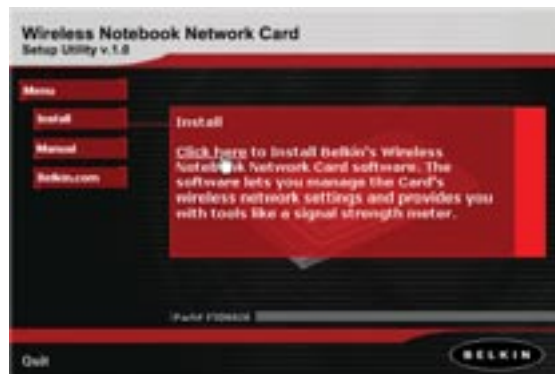 Wireless Notebook Network Card
Setup Utility v.1.0
Menu
Install
Manual
Belkin.com
Install
Click here to Install Belkin's Wireless
Notebook Network Card software. The
software lets you manage the Card's
wireless network settings and provides you
with tools like a signal strength meter.
Part#
Quit
BELKIN